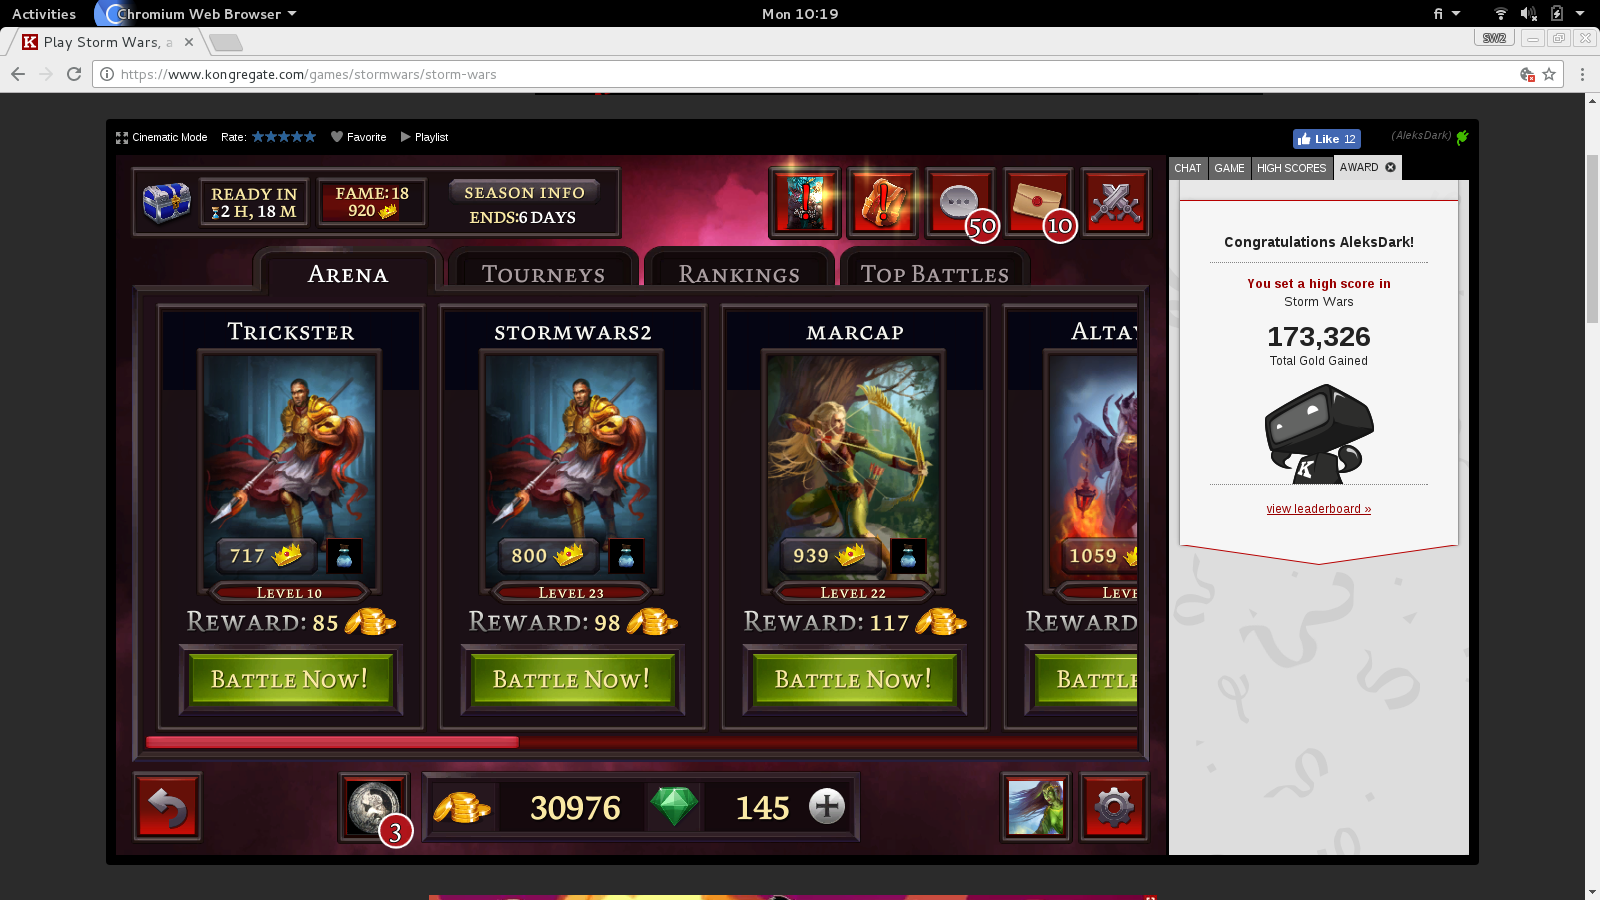 Activities
Chromium Web Browser
Mon 10:19
fi
Play Storm Wars, a
SW2
https://www.kongregate.com/games/stormwars/storm-wars
Cinematic Mode
Rate:
Favorite
Playlist
Like 12
(AleksDark)
READY IN
2 H, 18 M
FAME: 18
920
SEASON INFO
ENDS:6 DAYS
50
10
CHAT
GAME
HIGH SCORES
AWARD
ARENA
TOURNEYS
RANKINGS
TOP BATTLES
TRICKSTER
717
LEVEL 10
REWARD: 85
BATTLE NOW!
STORMWARS2
800
LEVEL 23
REWARD: 98
BATTLE NOW!
MARCAP
939
LEVEL 22
REWARD: 117
BATTLE NOW!
ALTAY
1059
LEVE
REWARD
BATTL
3
30976
145
Congratulations AleksDark!
You set a high score in
Storm Wars
173,326
Total Gold Gained
K
view leaderboard »